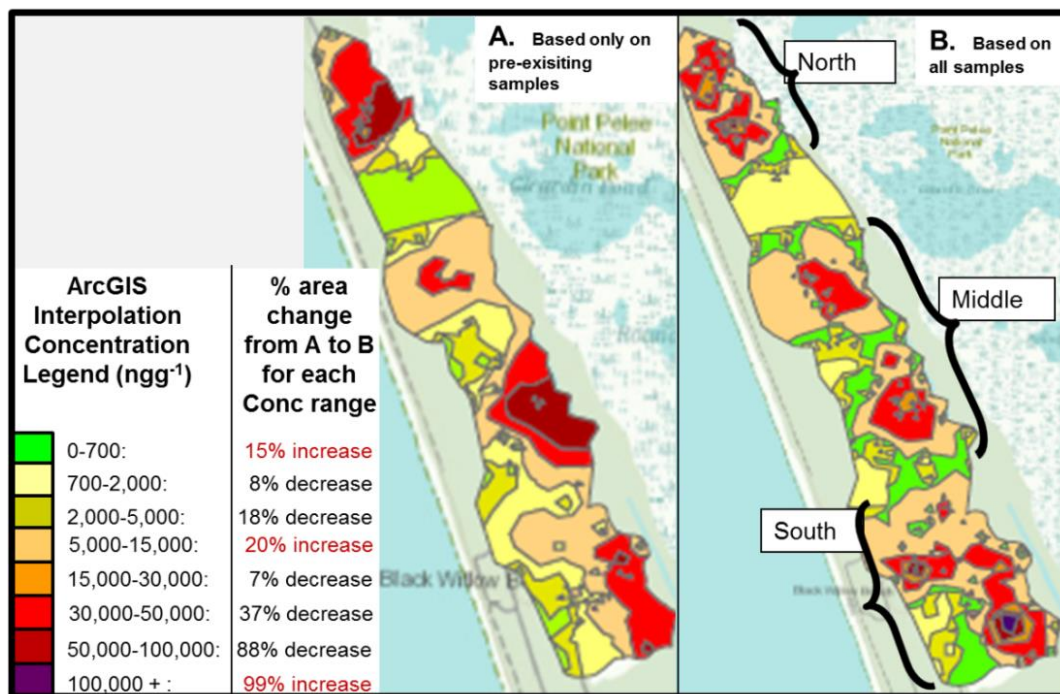 A. Based only on
pre-exisiting
samples
B. Based on
all samples
North
Middle
South
Point Pelee
National
Park
Point Pelee
National
Park
Black Willow B
ArcGIS
Interpolation
Concentration
Legend (ngg⁻¹)
% area
change
from A to B
for each
Conc range
0-700: 15% increase
700-2,000: 8% decrease
2,000-5,000: 18% decrease
5,000-15,000: 20% increase
15,000-30,000: 7% decrease
30,000-50,000: 37% decrease
50,000-100,000: 88% decrease
100,000 + : 99% increase